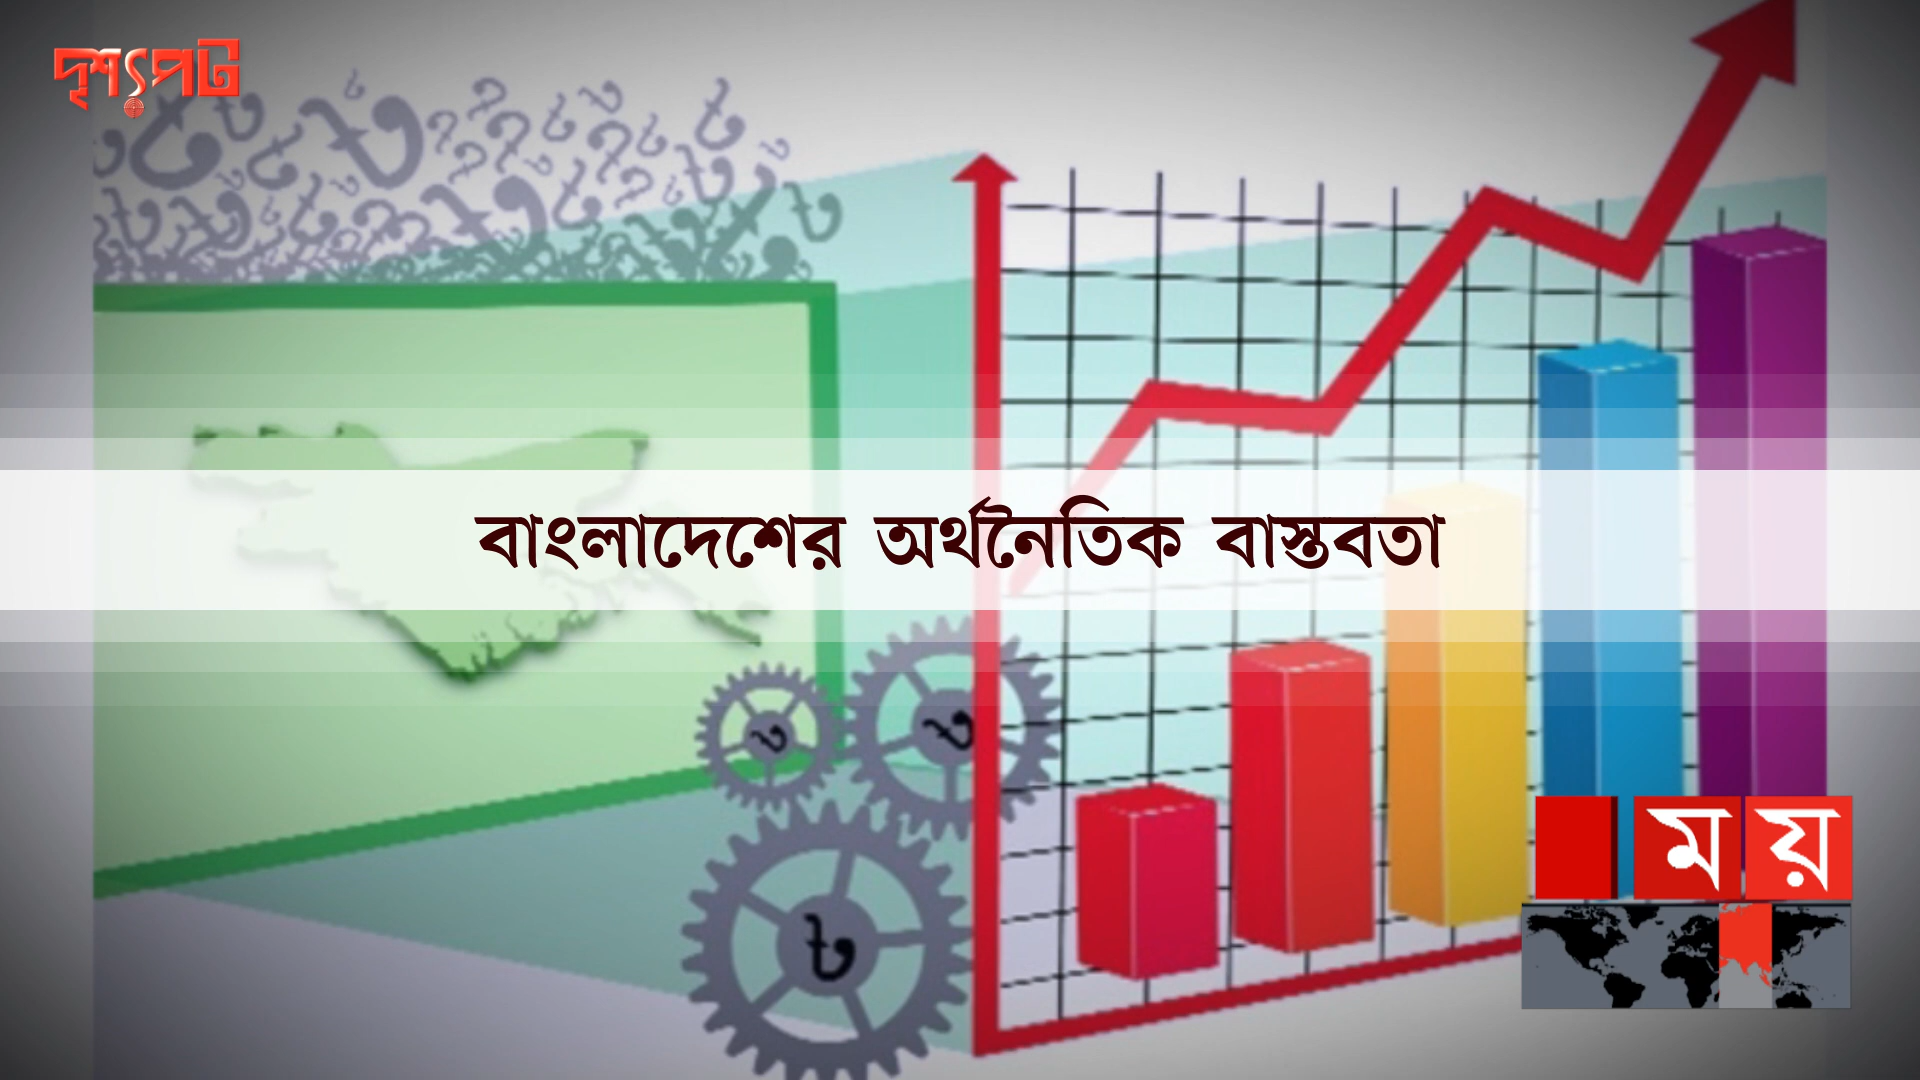 দৃশ্যপট
বাংলাদেশের অর্থনৈতিক বাস্তবতা
৳
৳
৳
ময়